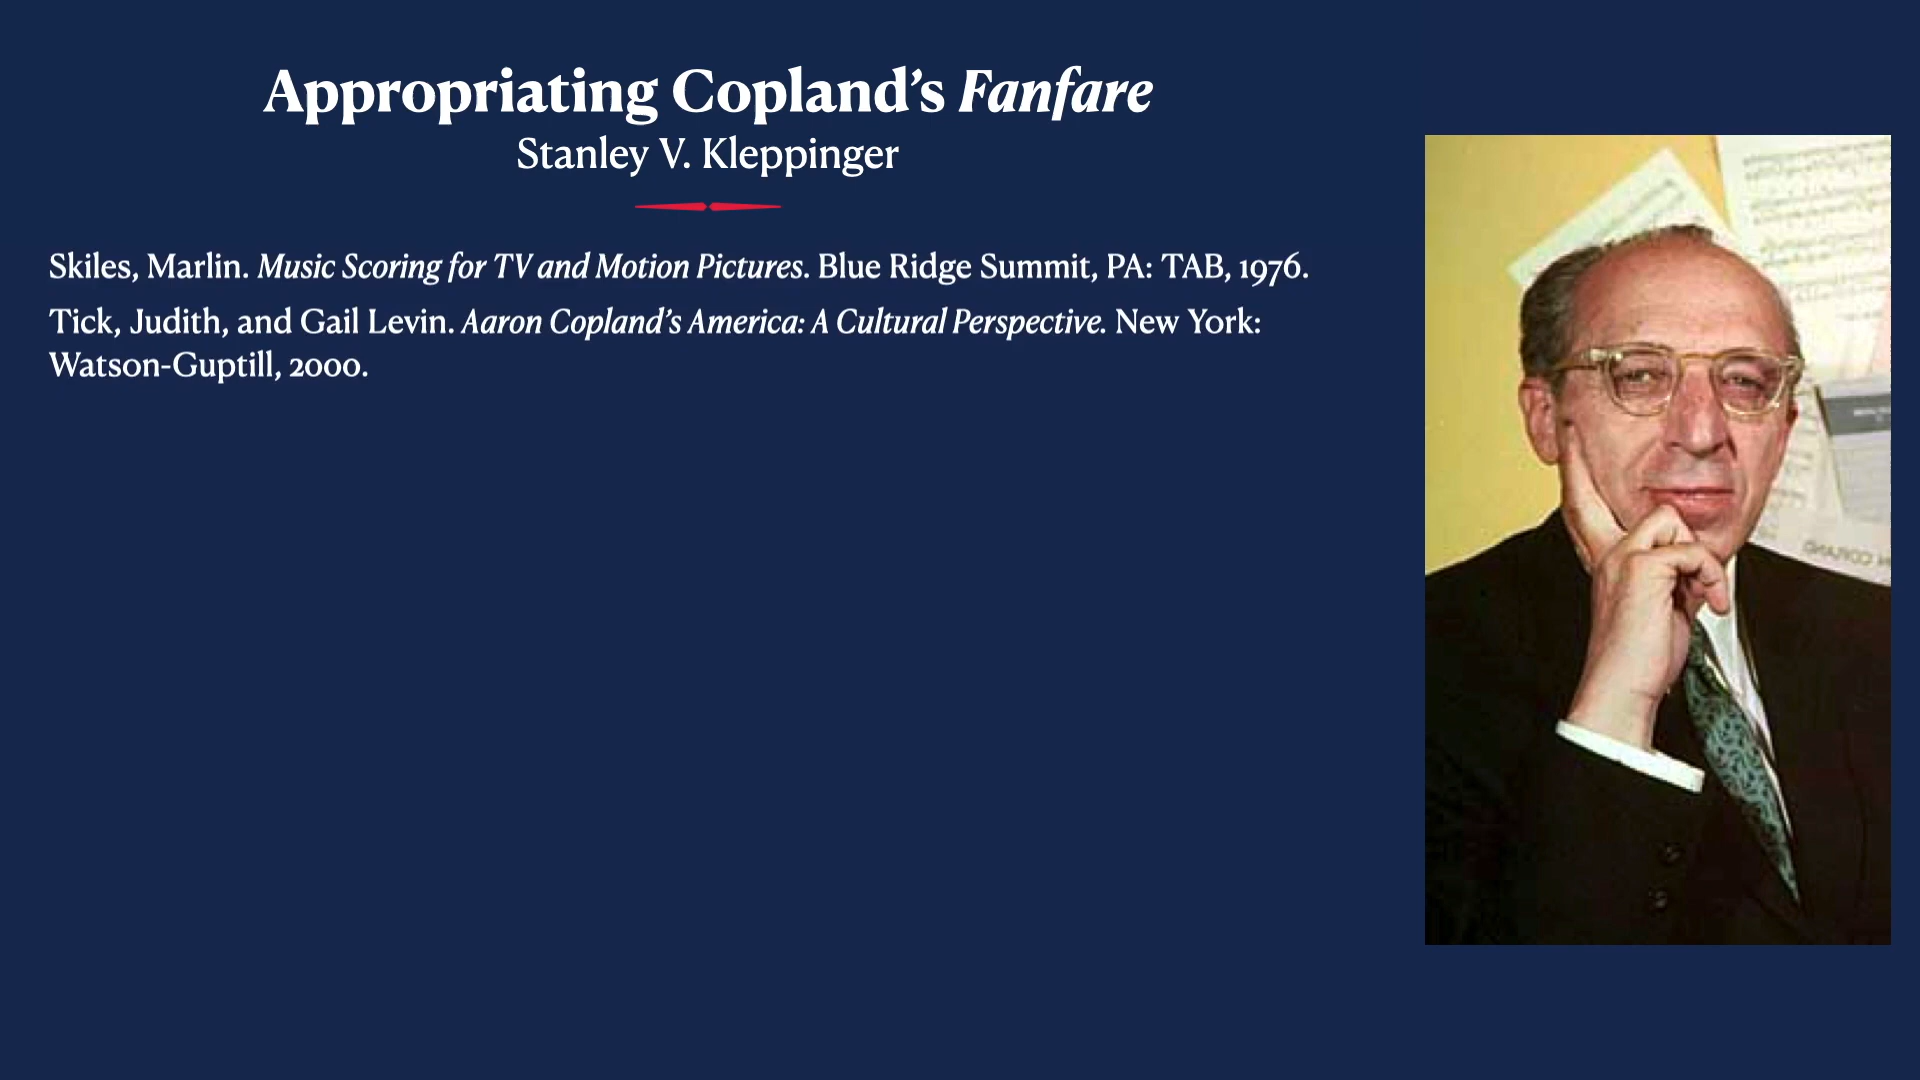 Appropriating Copland’s Fanfare
Stanley V. Kleppinger
Skiles, Marlin. Music Scoring for TV and Motion Pictures. Blue Ridge Summit, PA: TAB, 1976.
Tick, Judith, and Gail Levin. Aaron Copland’s America: A Cultural Perspective. New York:
Watson-Guptill, 2000.